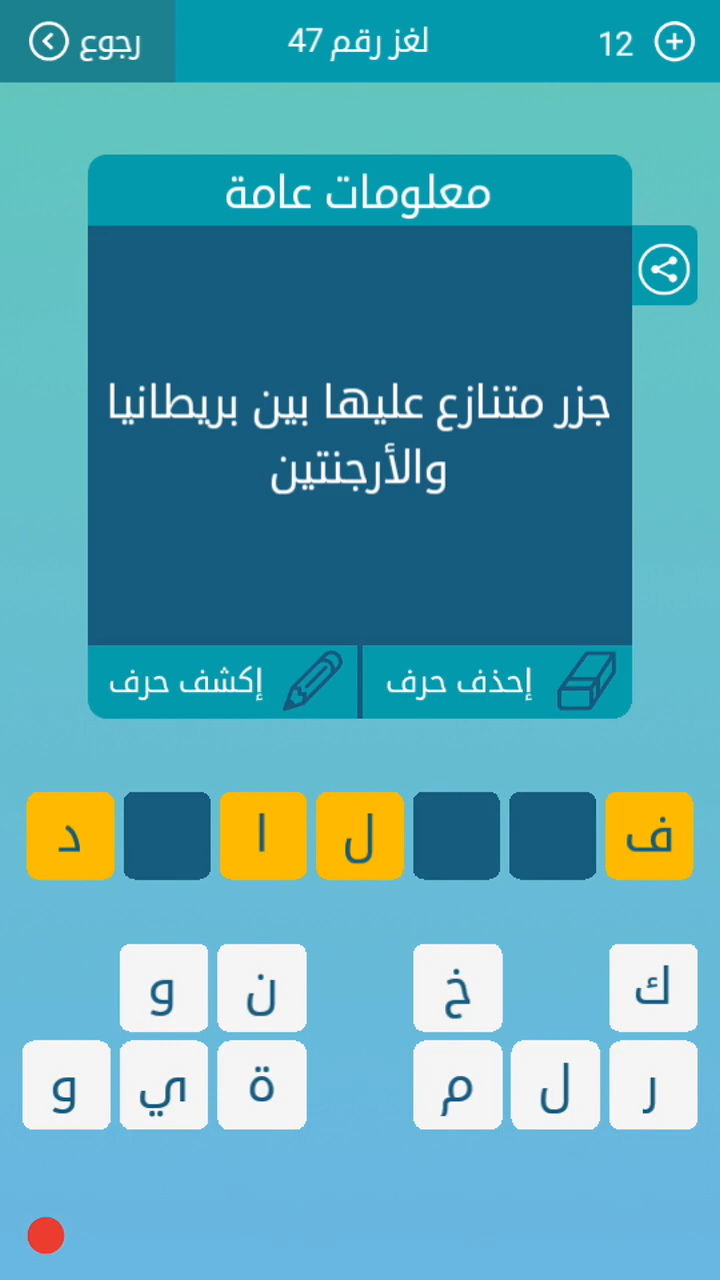 رجوع
لغز رقم 47
12
معلومات عامة
جزر متنازع عليها بين بريطانيا
والأرجنتين
إحذف حرف
إكشف حرف
ف ل ا د
ك خ ن و
ر ل م ة ي و